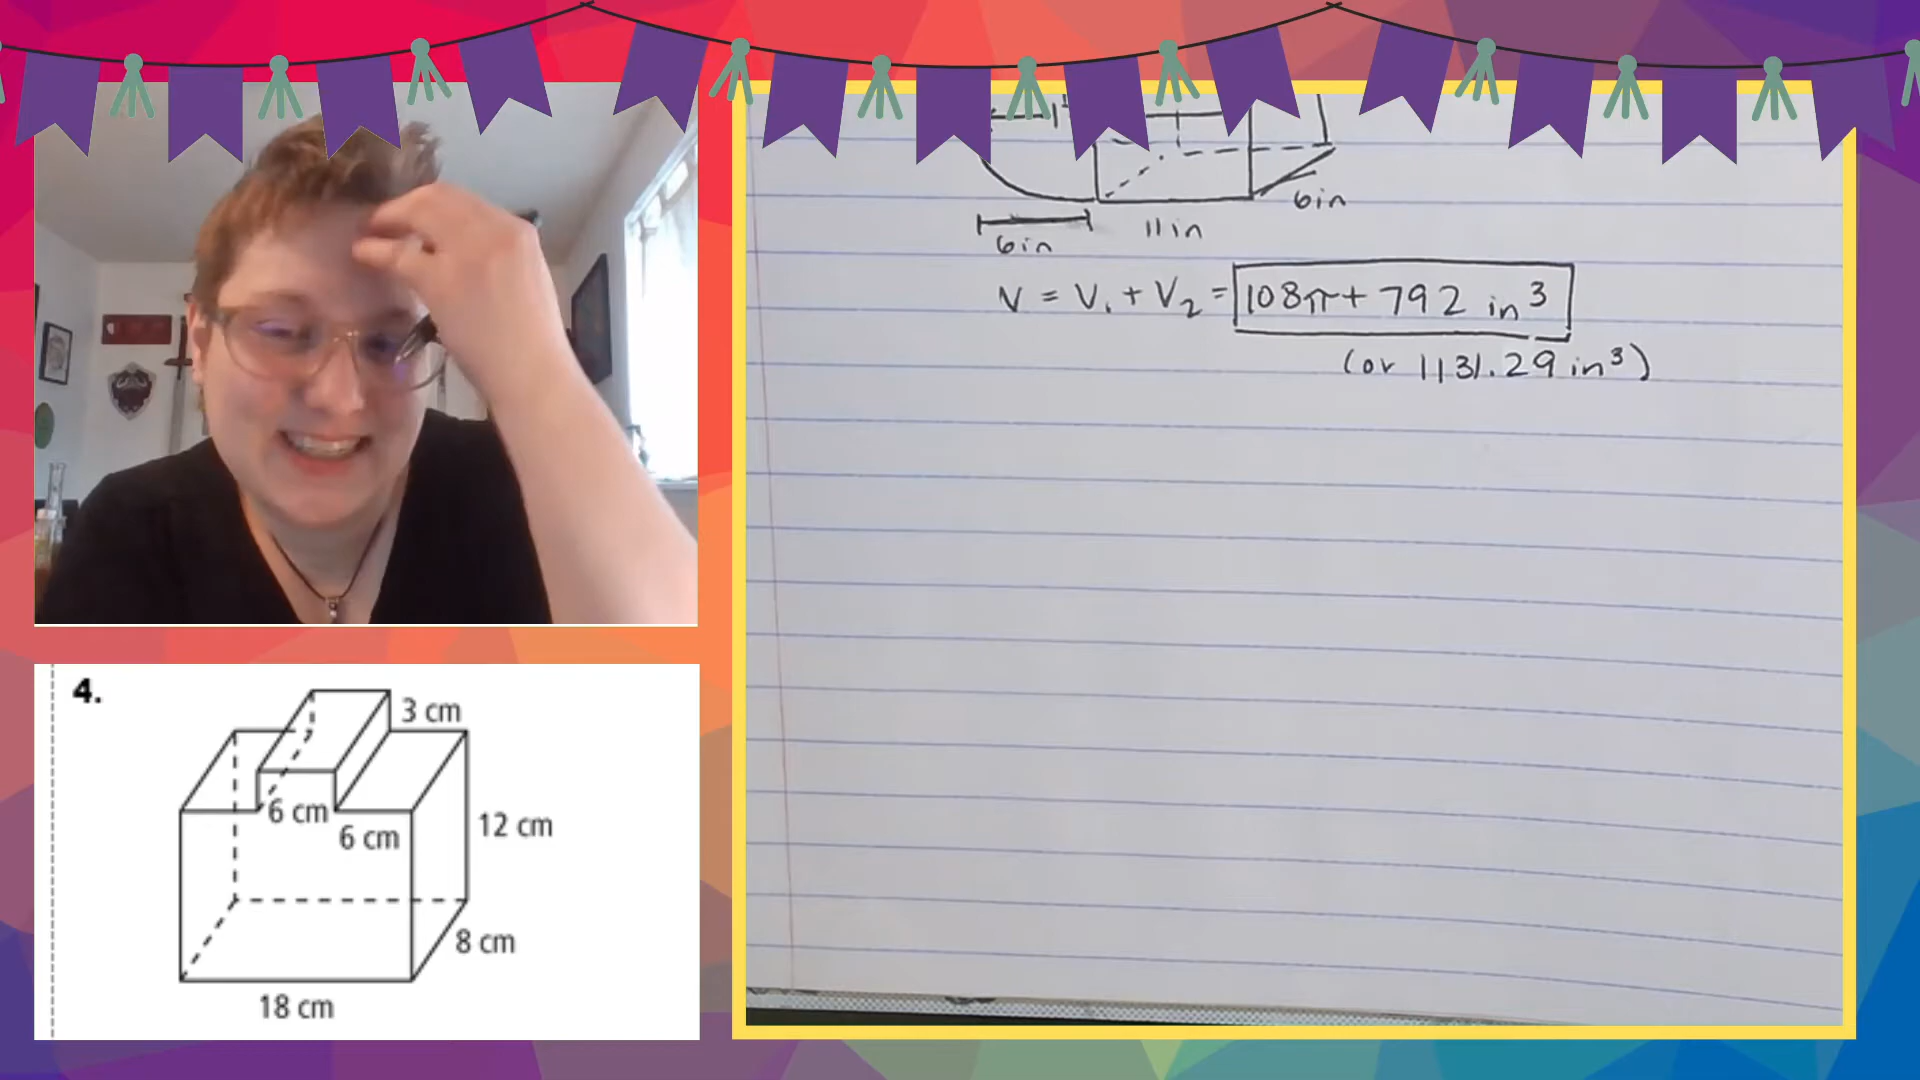 4.
3 cm
6 cm
6 cm
12 cm
8 cm
18 cm
6in
11in
6in
V = V₁ + V₂ = 108π + 792 in³
(or 1131.29 in³)